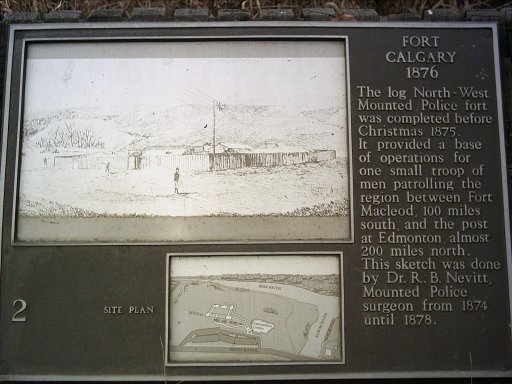 FORT
CALGARY
1876
The log North-West
Mounted Police fort
was completed before
Christmas 1875.
It provided a base
of operations for
one small troop of
men patrolling the
region between Fort
Macleod, 100 miles
south, and the post
at Edmonton, almost
200 miles north.
This sketch was done
by Dr. R. B. Nevitt,
Mounted Police
surgeon from 1874
until 1878.
2
SITE PLAN
BOW RIVER